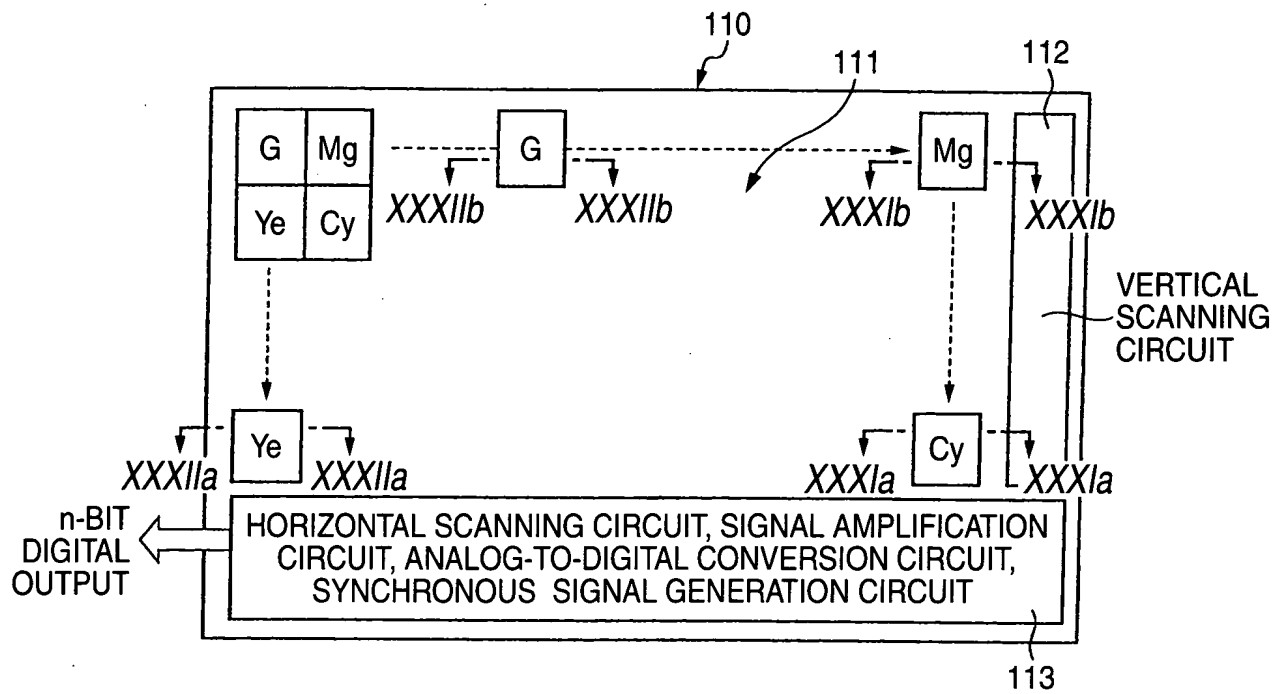 110
112
111
G Mg
G
Mg
XXXIIb XXXIIb
XXXIb XXXIb
Ye Cy
VERTICAL
SCANNING
CIRCUIT
Ye
Cy
XXXIIa XXXIIa
XXXIa XXXIa
n-BIT
DIGITAL
OUTPUT
HORIZONTAL SCANNING CIRCUIT, SIGNAL AMPLIFICATION
CIRCUIT, ANALOG-TO-DIGITAL CONVERSION CIRCUIT,
SYNCHRONOUS SIGNAL GENERATION CIRCUIT
113